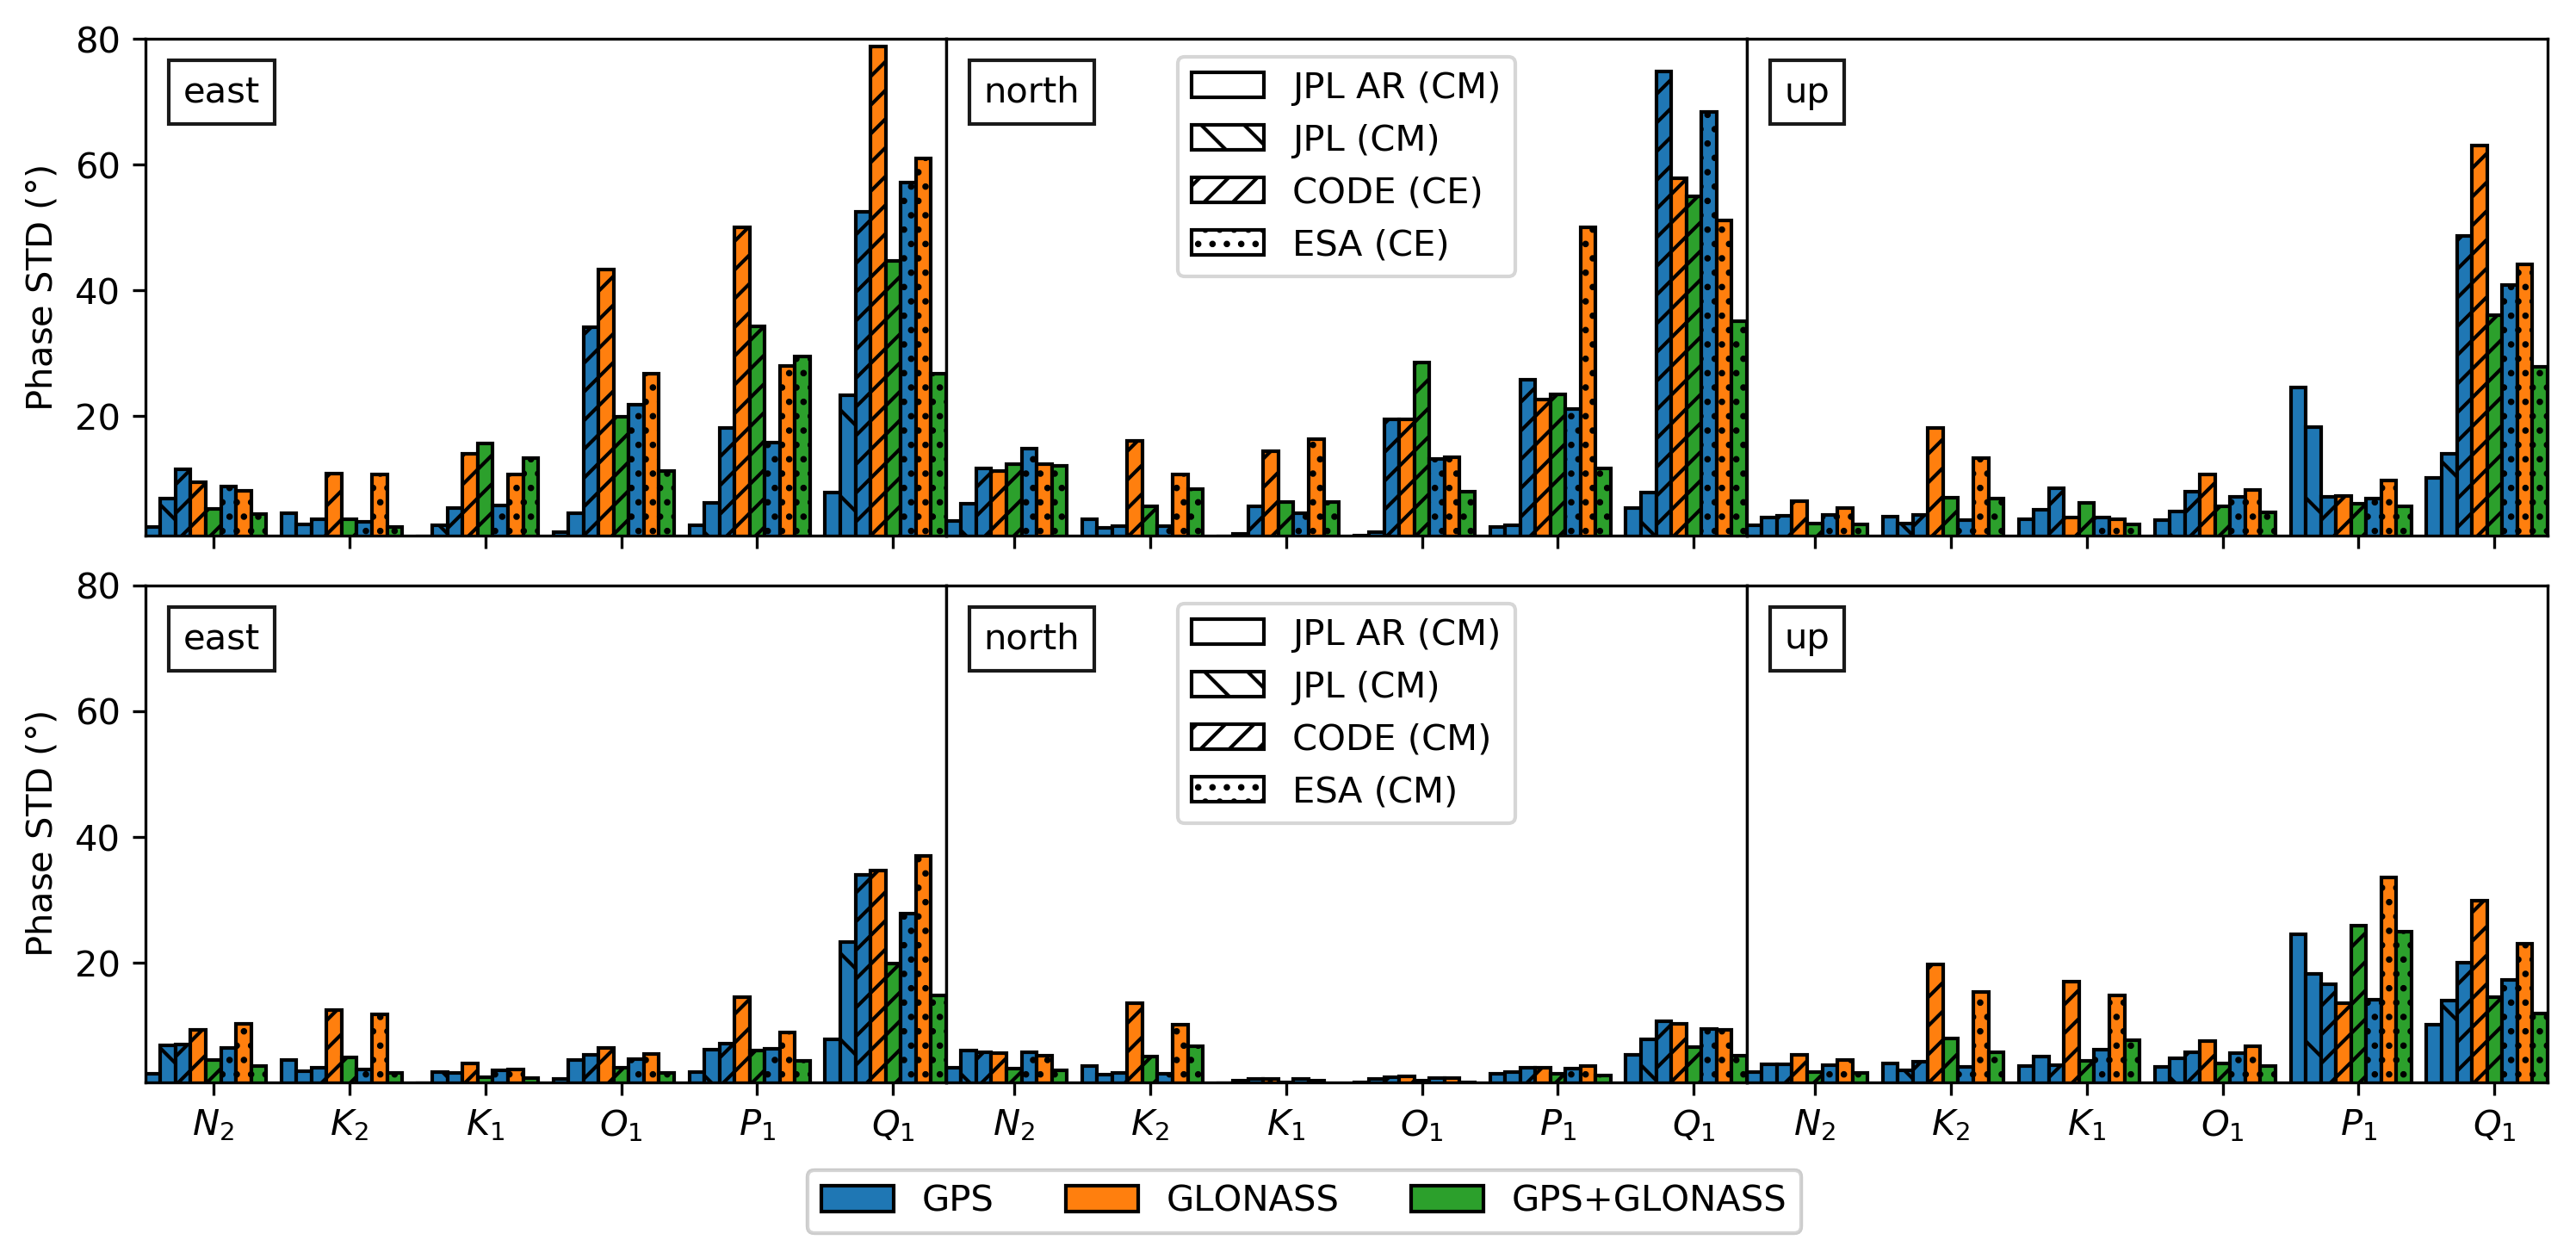 80
60
40
20
Phase STD (°)
east
north
up
JPL AR (CM)
JPL (CM)
CODE (CE)
ESA (CE)
80
60
40
20
Phase STD (°)
east
north
up
JPL AR (CM)
JPL (CM)
CODE (CM)
ESA (CM)
N₂ K₂ K₁ O₁ P₁ Q₁ N₂ K₂ K₁ O₁ P₁ Q₁ N₂ K₂ K₁ O₁ P₁ Q₁
GPS GLONASS GPS+GLONASS